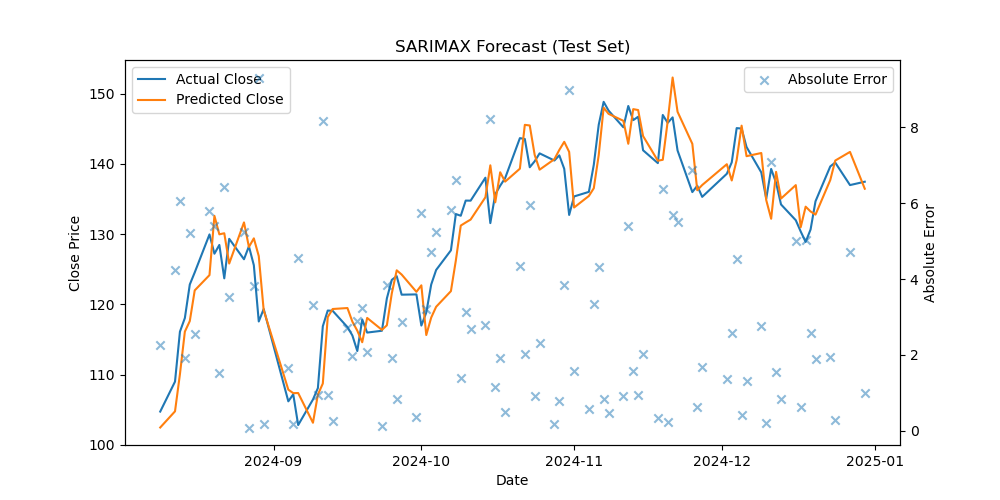 SARIMAX Forecast (Test Set)
Actual Close
Predicted Close
Absolute Error
Close Price
150
140
130
120
110
100
8
6
4
2
0
Absolute Error
2024-09
2024-10
2024-11
2024-12
2025-01
Date